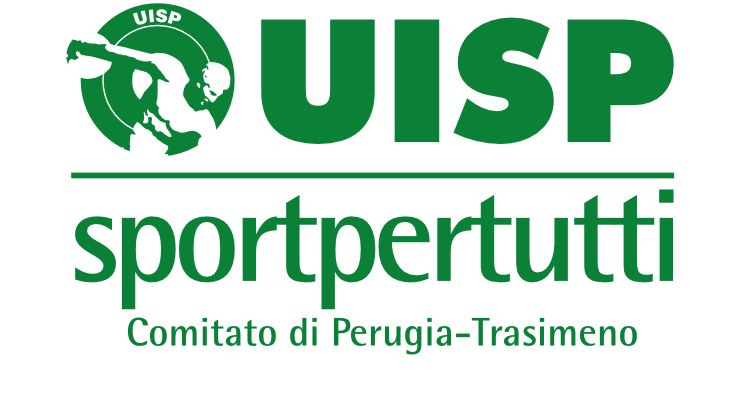 UISP
UISP
sportpertutti
Comitato di Perugia-Trasimeno